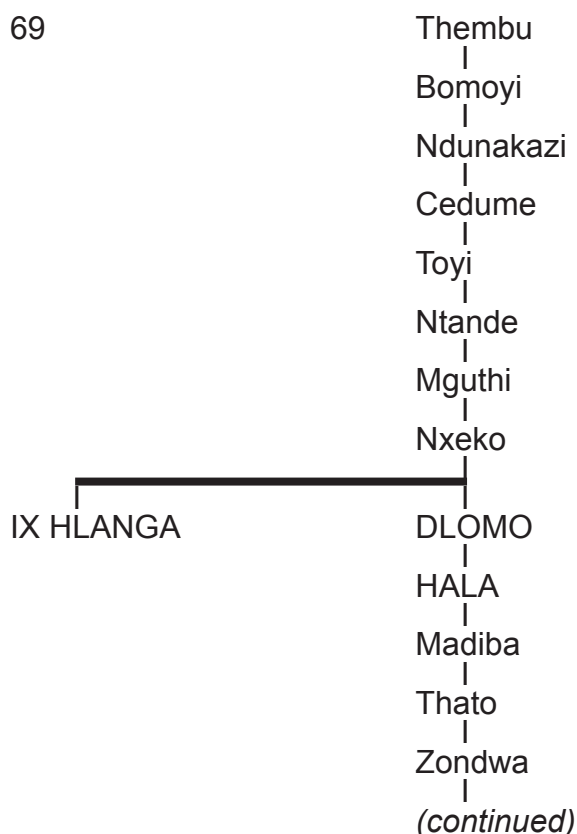 69 Thembu
Bomoyi
Ndunakazi
Cedume
Toyi
Ntande
Mguthi
Nxeko
IX HLANGA DLOMO
HALA
Madiba
Thato
Zondwa
(continued)